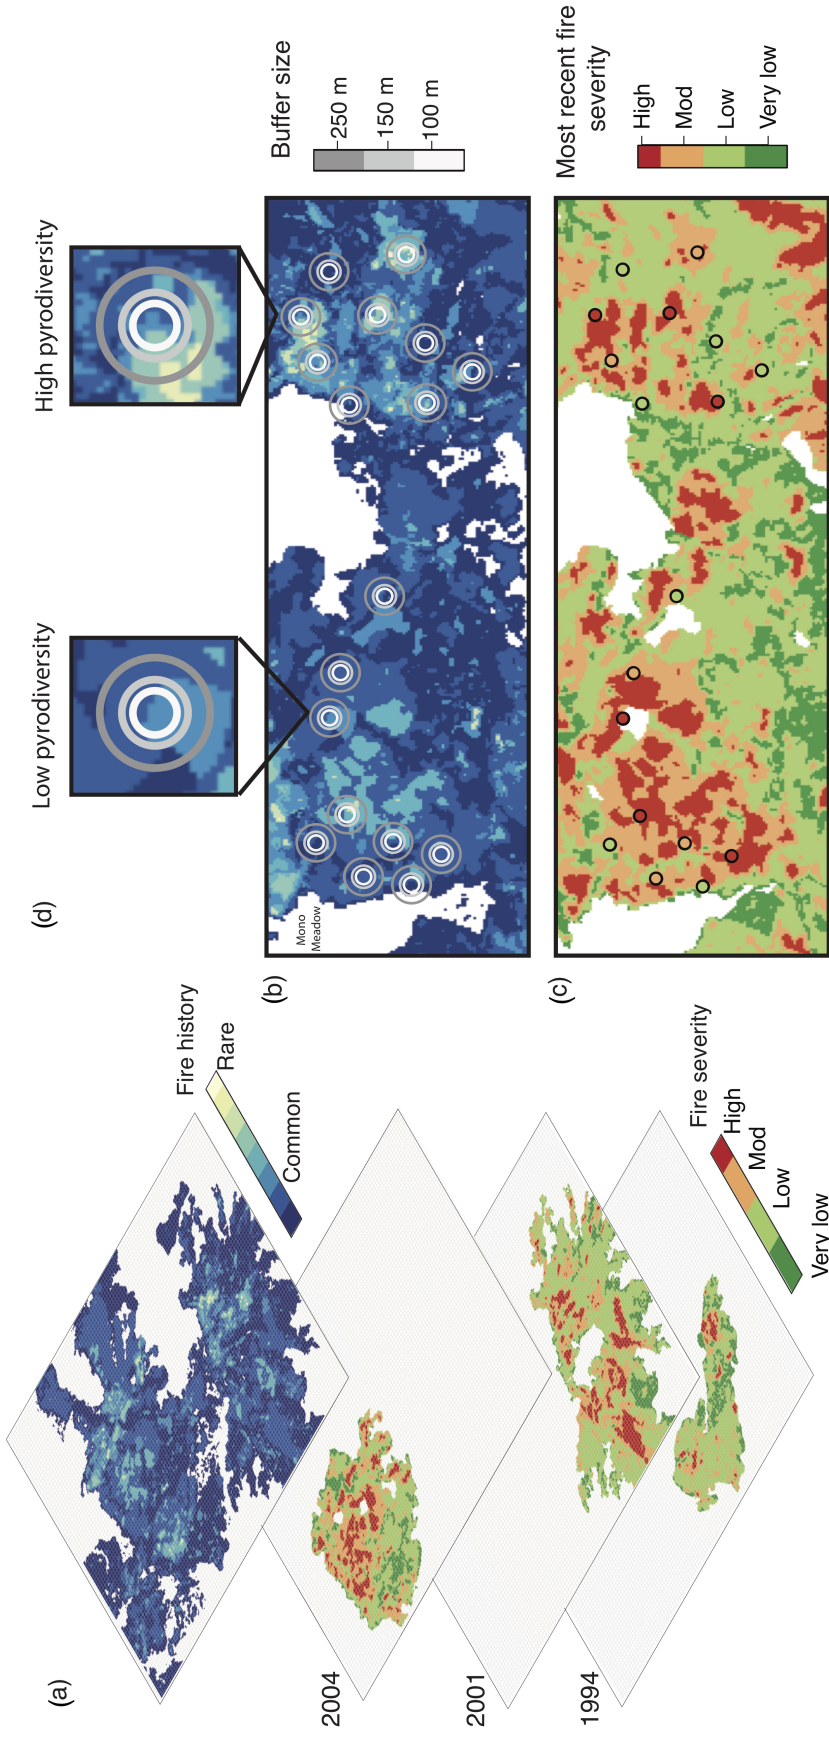 (a)
Fire history
Rare
Common
2004
2001
1994
Fire severity
High
Mod
Low
Very low
(d)
Low pyrodiversity
High pyrodiversity
(b)
Mono
Meadow
Buffer size
250 m
150 m
100 m
(c)
Most recent fire
severity
High
Mod
Low
Very low